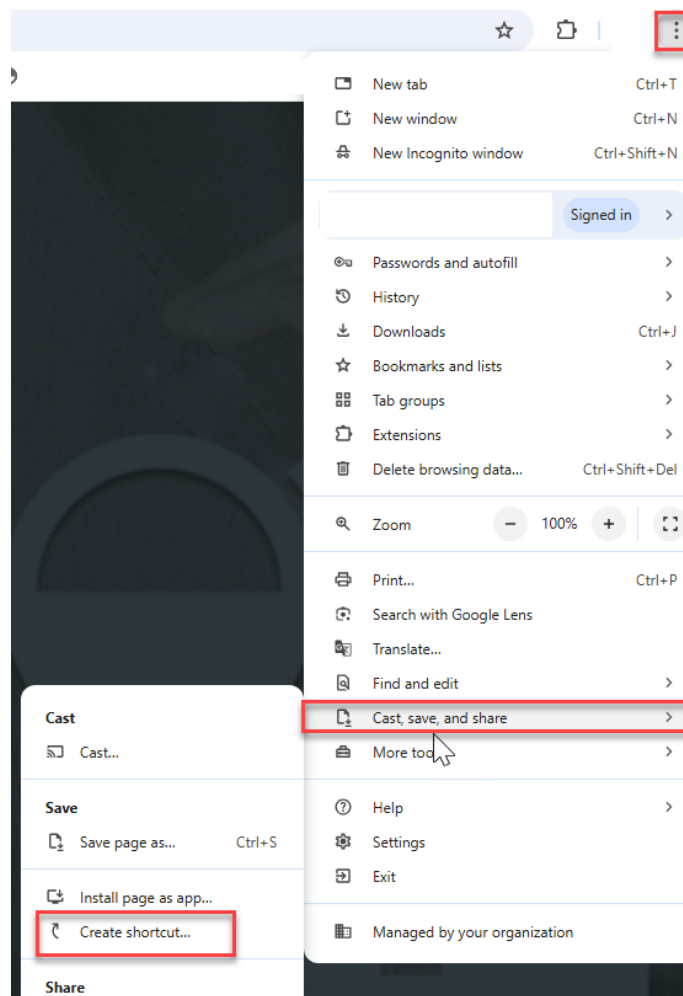 New tab Ctrl+T
New window Ctrl+N
New Incognito window Ctrl+Shift+N
Signed in
Passwords and autofill
History
Downloads Ctrl+J
Bookmarks and lists
Tab groups
Extensions
Delete browsing data... Ctrl+Shift+Del
Zoom - 100% +
Print... Ctrl+P
Search with Google Lens
Translate...
Find and edit
Cast, save, and share
More too
Help
Settings
Exit
Managed by your organization
Cast
Cast...
Save
Save page as... Ctrl+S
Install page as app...
Create shortcut...
Share